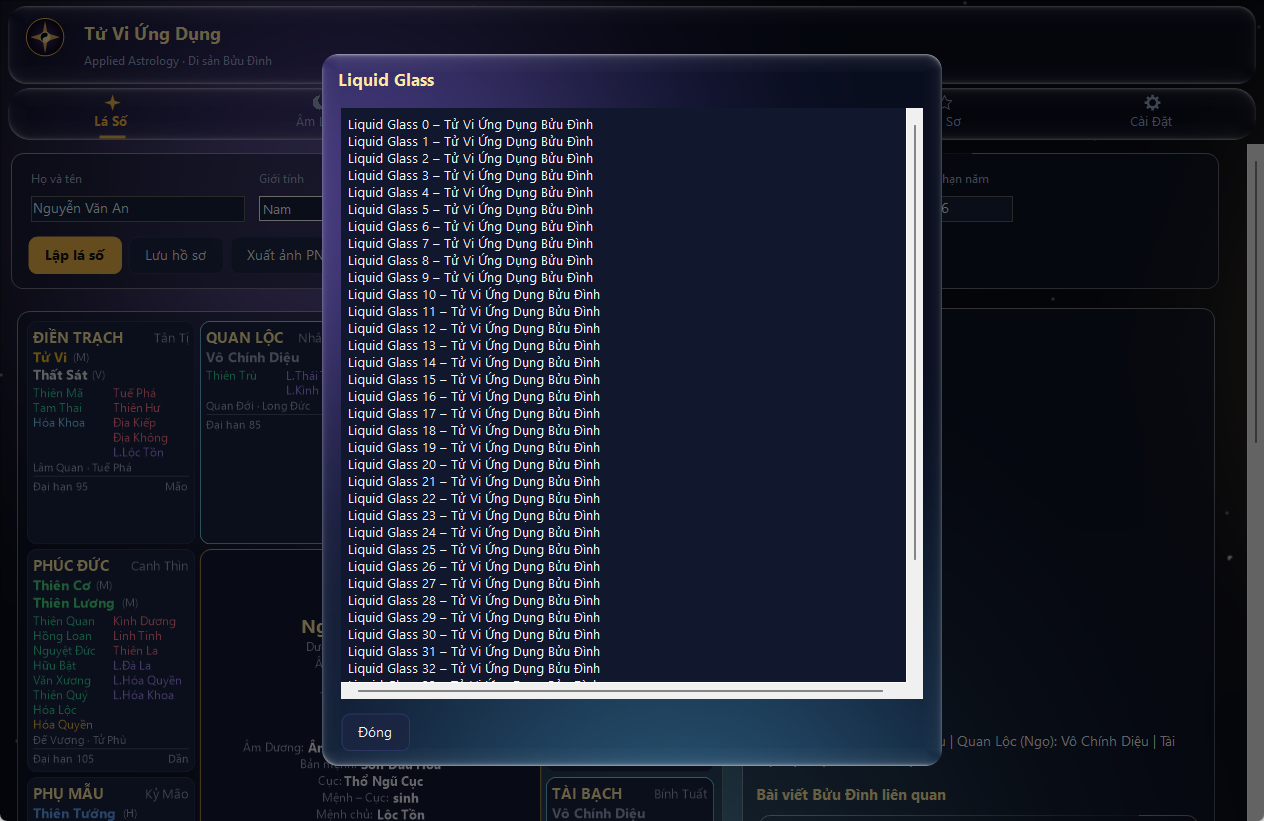 Tử Vi Ứng Dụng
Applied Astrology · Di sản Bửu Đình
Lá Số
Âm
Sơ
Cài Đặt
Họ và tên
Giới tính
hạn năm
Nguyễn Văn An
Nam
6
Lập lá số
Lưu hồ sơ
Xuất ảnh PN
Liquid Glass
Liquid Glass 0 – Tử Vi Ứng Dụng Bửu Đình
Liquid Glass 1 – Tử Vi Ứng Dụng Bửu Đình
Liquid Glass 2 – Tử Vi Ứng Dụng Bửu Đình
Liquid Glass 3 – Tử Vi Ứng Dụng Bửu Đình
Liquid Glass 4 – Tử Vi Ứng Dụng Bửu Đình
Liquid Glass 5 – Tử Vi Ứng Dụng Bửu Đình
Liquid Glass 6 – Tử Vi Ứng Dụng Bửu Đình
Liquid Glass 7 – Tử Vi Ứng Dụng Bửu Đình
Liquid Glass 8 – Tử Vi Ứng Dụng Bửu Đình
Liquid Glass 9 – Tử Vi Ứng Dụng Bửu Đình
Liquid Glass 10 – Tử Vi Ứng Dụng Bửu Đình
Liquid Glass 11 – Tử Vi Ứng Dụng Bửu Đình
Liquid Glass 12 – Tử Vi Ứng Dụng Bửu Đình
Liquid Glass 13 – Tử Vi Ứng Dụng Bửu Đình
Liquid Glass 14 – Tử Vi Ứng Dụng Bửu Đình
Liquid Glass 15 – Tử Vi Ứng Dụng Bửu Đình
Liquid Glass 16 – Tử Vi Ứng Dụng Bửu Đình
Liquid Glass 17 – Tử Vi Ứng Dụng Bửu Đình
Liquid Glass 18 – Tử Vi Ứng Dụng Bửu Đình
Liquid Glass 19 – Tử Vi Ứng Dụng Bửu Đình
Liquid Glass 20 – Tử Vi Ứng Dụng Bửu Đình
Liquid Glass 21 – Tử Vi Ứng Dụng Bửu Đình
Liquid Glass 22 – Tử Vi Ứng Dụng Bửu Đình
Liquid Glass 23 – Tử Vi Ứng Dụng Bửu Đình
Liquid Glass 24 – Tử Vi Ứng Dụng Bửu Đình
Liquid Glass 25 – Tử Vi Ứng Dụng Bửu Đình
Liquid Glass 26 – Tử Vi Ứng Dụng Bửu Đình
Liquid Glass 27 – Tử Vi Ứng Dụng Bửu Đình
Liquid Glass 28 – Tử Vi Ứng Dụng Bửu Đình
Liquid Glass 29 – Tử Vi Ứng Dụng Bửu Đình
Liquid Glass 30 – Tử Vi Ứng Dụng Bửu Đình
Liquid Glass 31 – Tử Vi Ứng Dụng Bửu Đình
Liquid Glass 32 – Tử Vi Ứng Dụng Bửu Đình
Đóng
ĐIỀN TRẠCH Tân Tị
Tử Vi (M)
Thất Sát (V)
Thiên Mã Tuế Phá
Tam Thai Thiên Hư
Hóa Khoa Địa Kiếp
Địa Không
L.Lộc Tồn
Lâm Quan · Tuế Phá
Đại hạn 95 Mão
QUAN LỘC Nhâ
Vô Chính Diệu
Thiên Trù L.Thái
L.Kình
Quan Đới · Long Đức
Đại hạn 85
PHÚC ĐỨC Canh Thìn
Thiên Cơ (M)
Thiên Lương (M)
Thiên Quan Kình Dương
Hồng Loan Linh Tinh
Nguyệt Đức Thiên La
Hữu Bật L.Đà La
Văn Xương L.Hóa Quyền
Thiên Quý L.Hóa Khoa
Hóa Lộc
Hóa Quyền
Đế Vượng · Tử Phù
Đại hạn 105 Dần
PHỤ MẪU Kỷ Mão
Thiên Tướng (H)
Ng
Âm Dương:
Bản mệnh: Sơn Đầu Hỏa
Cục: Thổ Ngũ Cục
Mệnh – Cục: sinh
Mệnh chủ: Lộc Tồn
TÀI BẠCH Bính Tuất
Vô Chính Diệu
| Quan Lộc (Ngọ): Vô Chính Diệu | Tài
Bài viết Bửu Đình liên quan